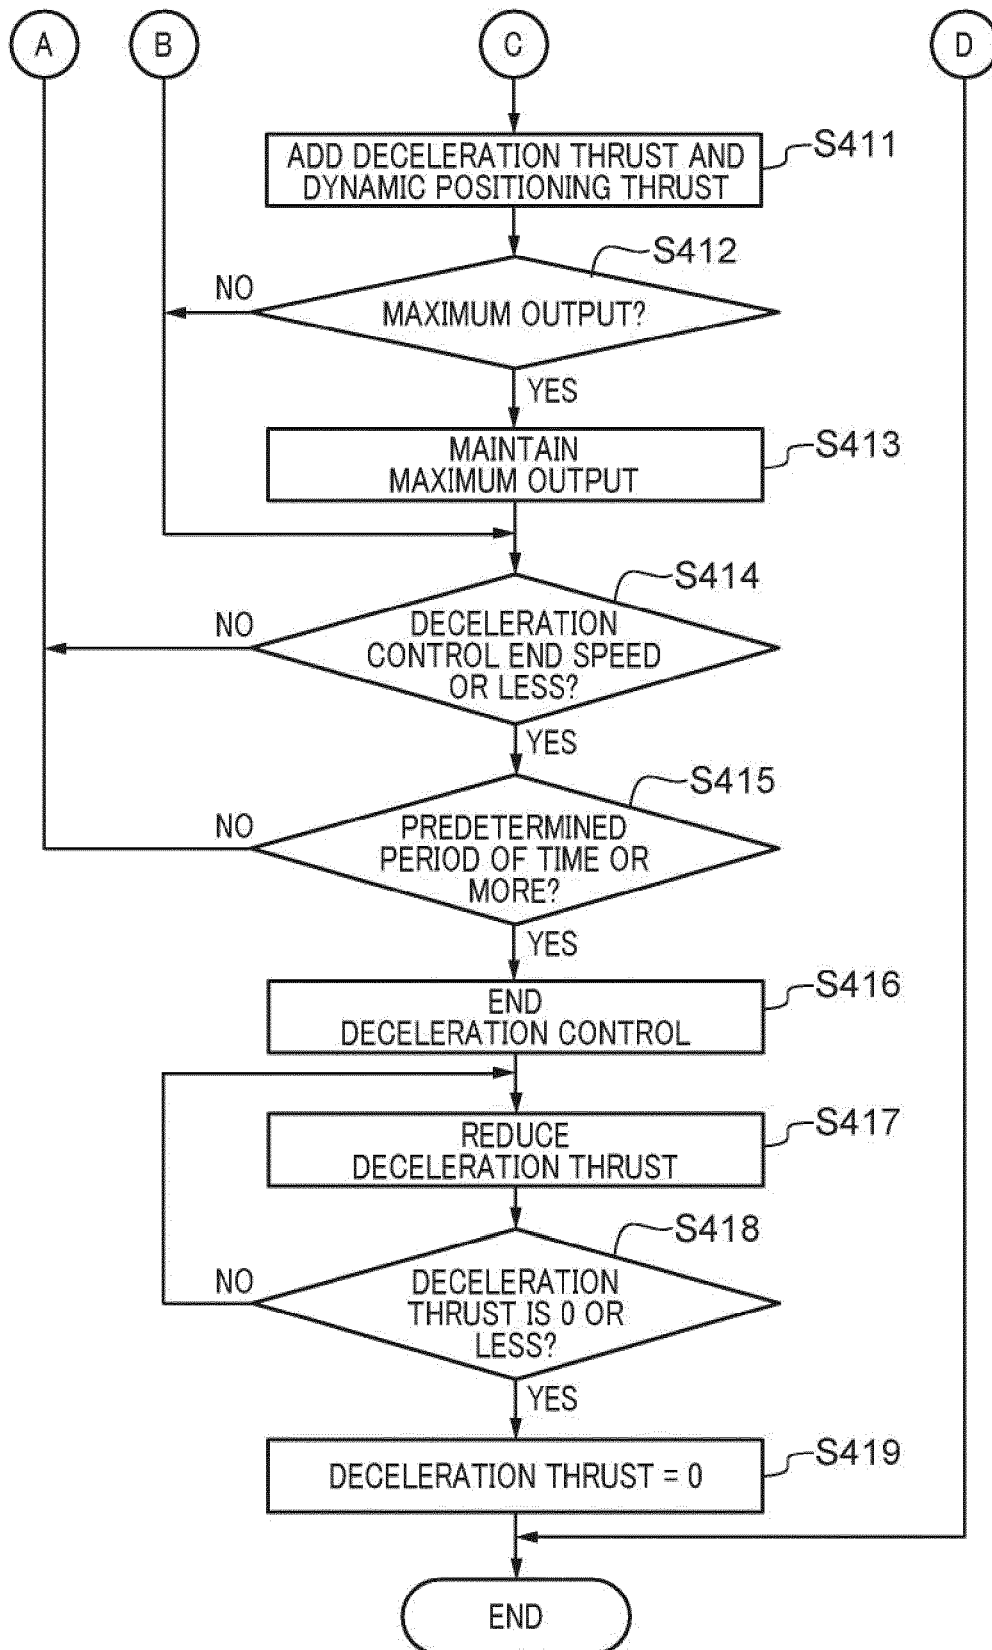 A
B
C
D
ADD DECELERATION THRUST AND
DYNAMIC POSITIONING THRUST
S411
S412
NO
MAXIMUM OUTPUT?
YES
MAINTAIN
MAXIMUM OUTPUT
S413
S414
NO
DECELERATION
CONTROL END SPEED
OR LESS?
YES
S415
NO
PREDETERMINED
PERIOD OF TIME OR
MORE?
YES
END
DECELERATION CONTROL
S416
REDUCE
DECELERATION THRUST
S417
S418
NO
DECELERATION
THRUST IS 0 OR
LESS?
YES
DECELERATION THRUST = 0
S419
END